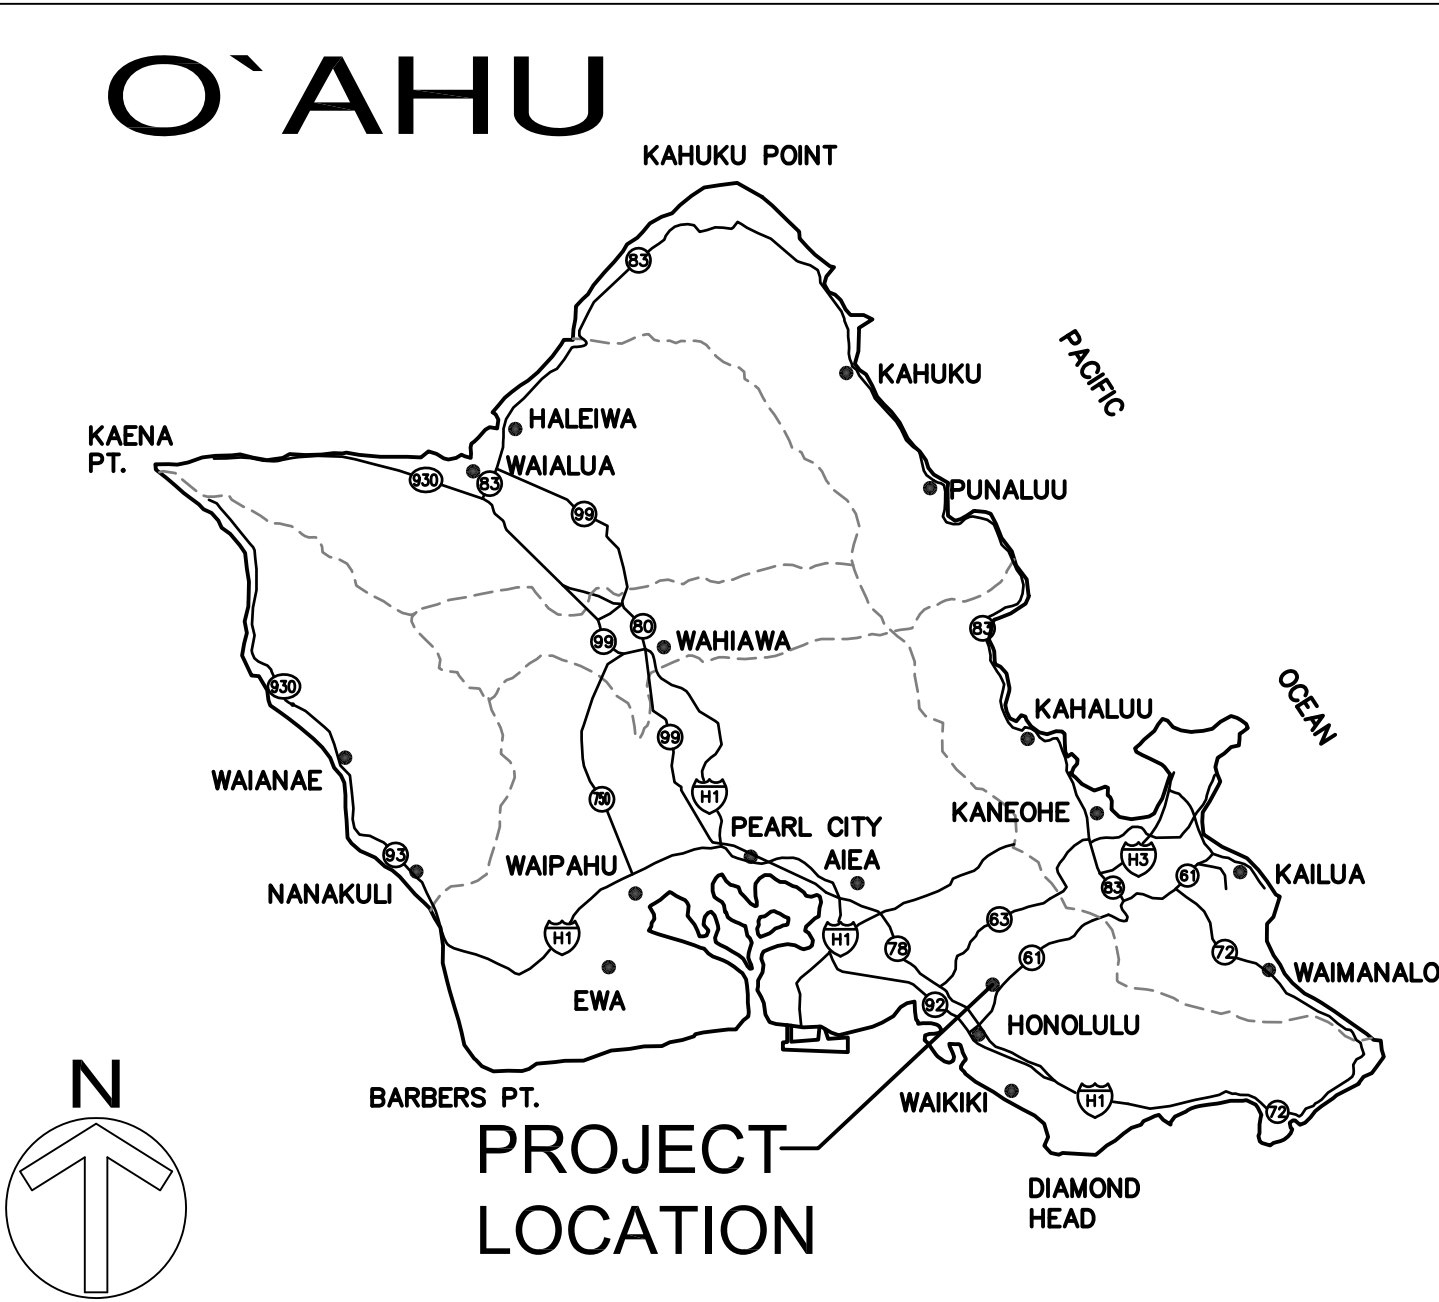 O`AHU
KAHUKU POINT
83
PACIFIC
KAHUKU
HALEIWA
KAENA
PT.
WAIALUA
930
83
PUNALUU
99
83
80
99
WAHIAWA
930
OCEAN
KAHALUU
99
WAIANAE
750
H1
KANEOHE
PEARL CITY
AIEA
93
WAIPAHU
H3
NANAKULI
83
61
KAILUA
H1
H1
63
78
61
72
EWA
WAIMANALO
92
HONOLULU
BARBERS PT.
WAIKIKI
H1
72
N
PROJECT
LOCATION
DIAMOND
HEAD